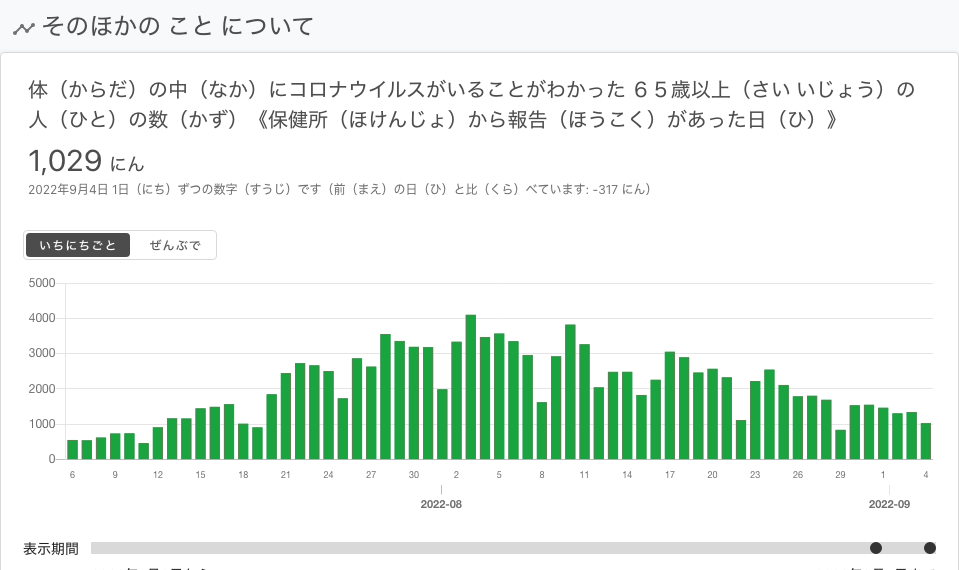 そのほかの こと について
体（からだ）の中（なか）にコロナウイルスがいることがわかった ６５歳以上（さい いじょう）の
人（ひと）の数（かず）《保健所（ほけんじょ）から報告（ほうこく）があった日（ひ）》
1,029 にん
2022年9月4日 1日（にち）ずつの数字（すうじ）です（前（まえ）の日（ひ）と比（くら）べています: -317 にん）
いちにちごと ぜんぶで
5000
4000
3000
2000
1000
0
6 9 12 15 18 21 24 27 30 2 5 8 11 14 17 20 23 26 29 1 4
2022-08 2022-09
表示期間